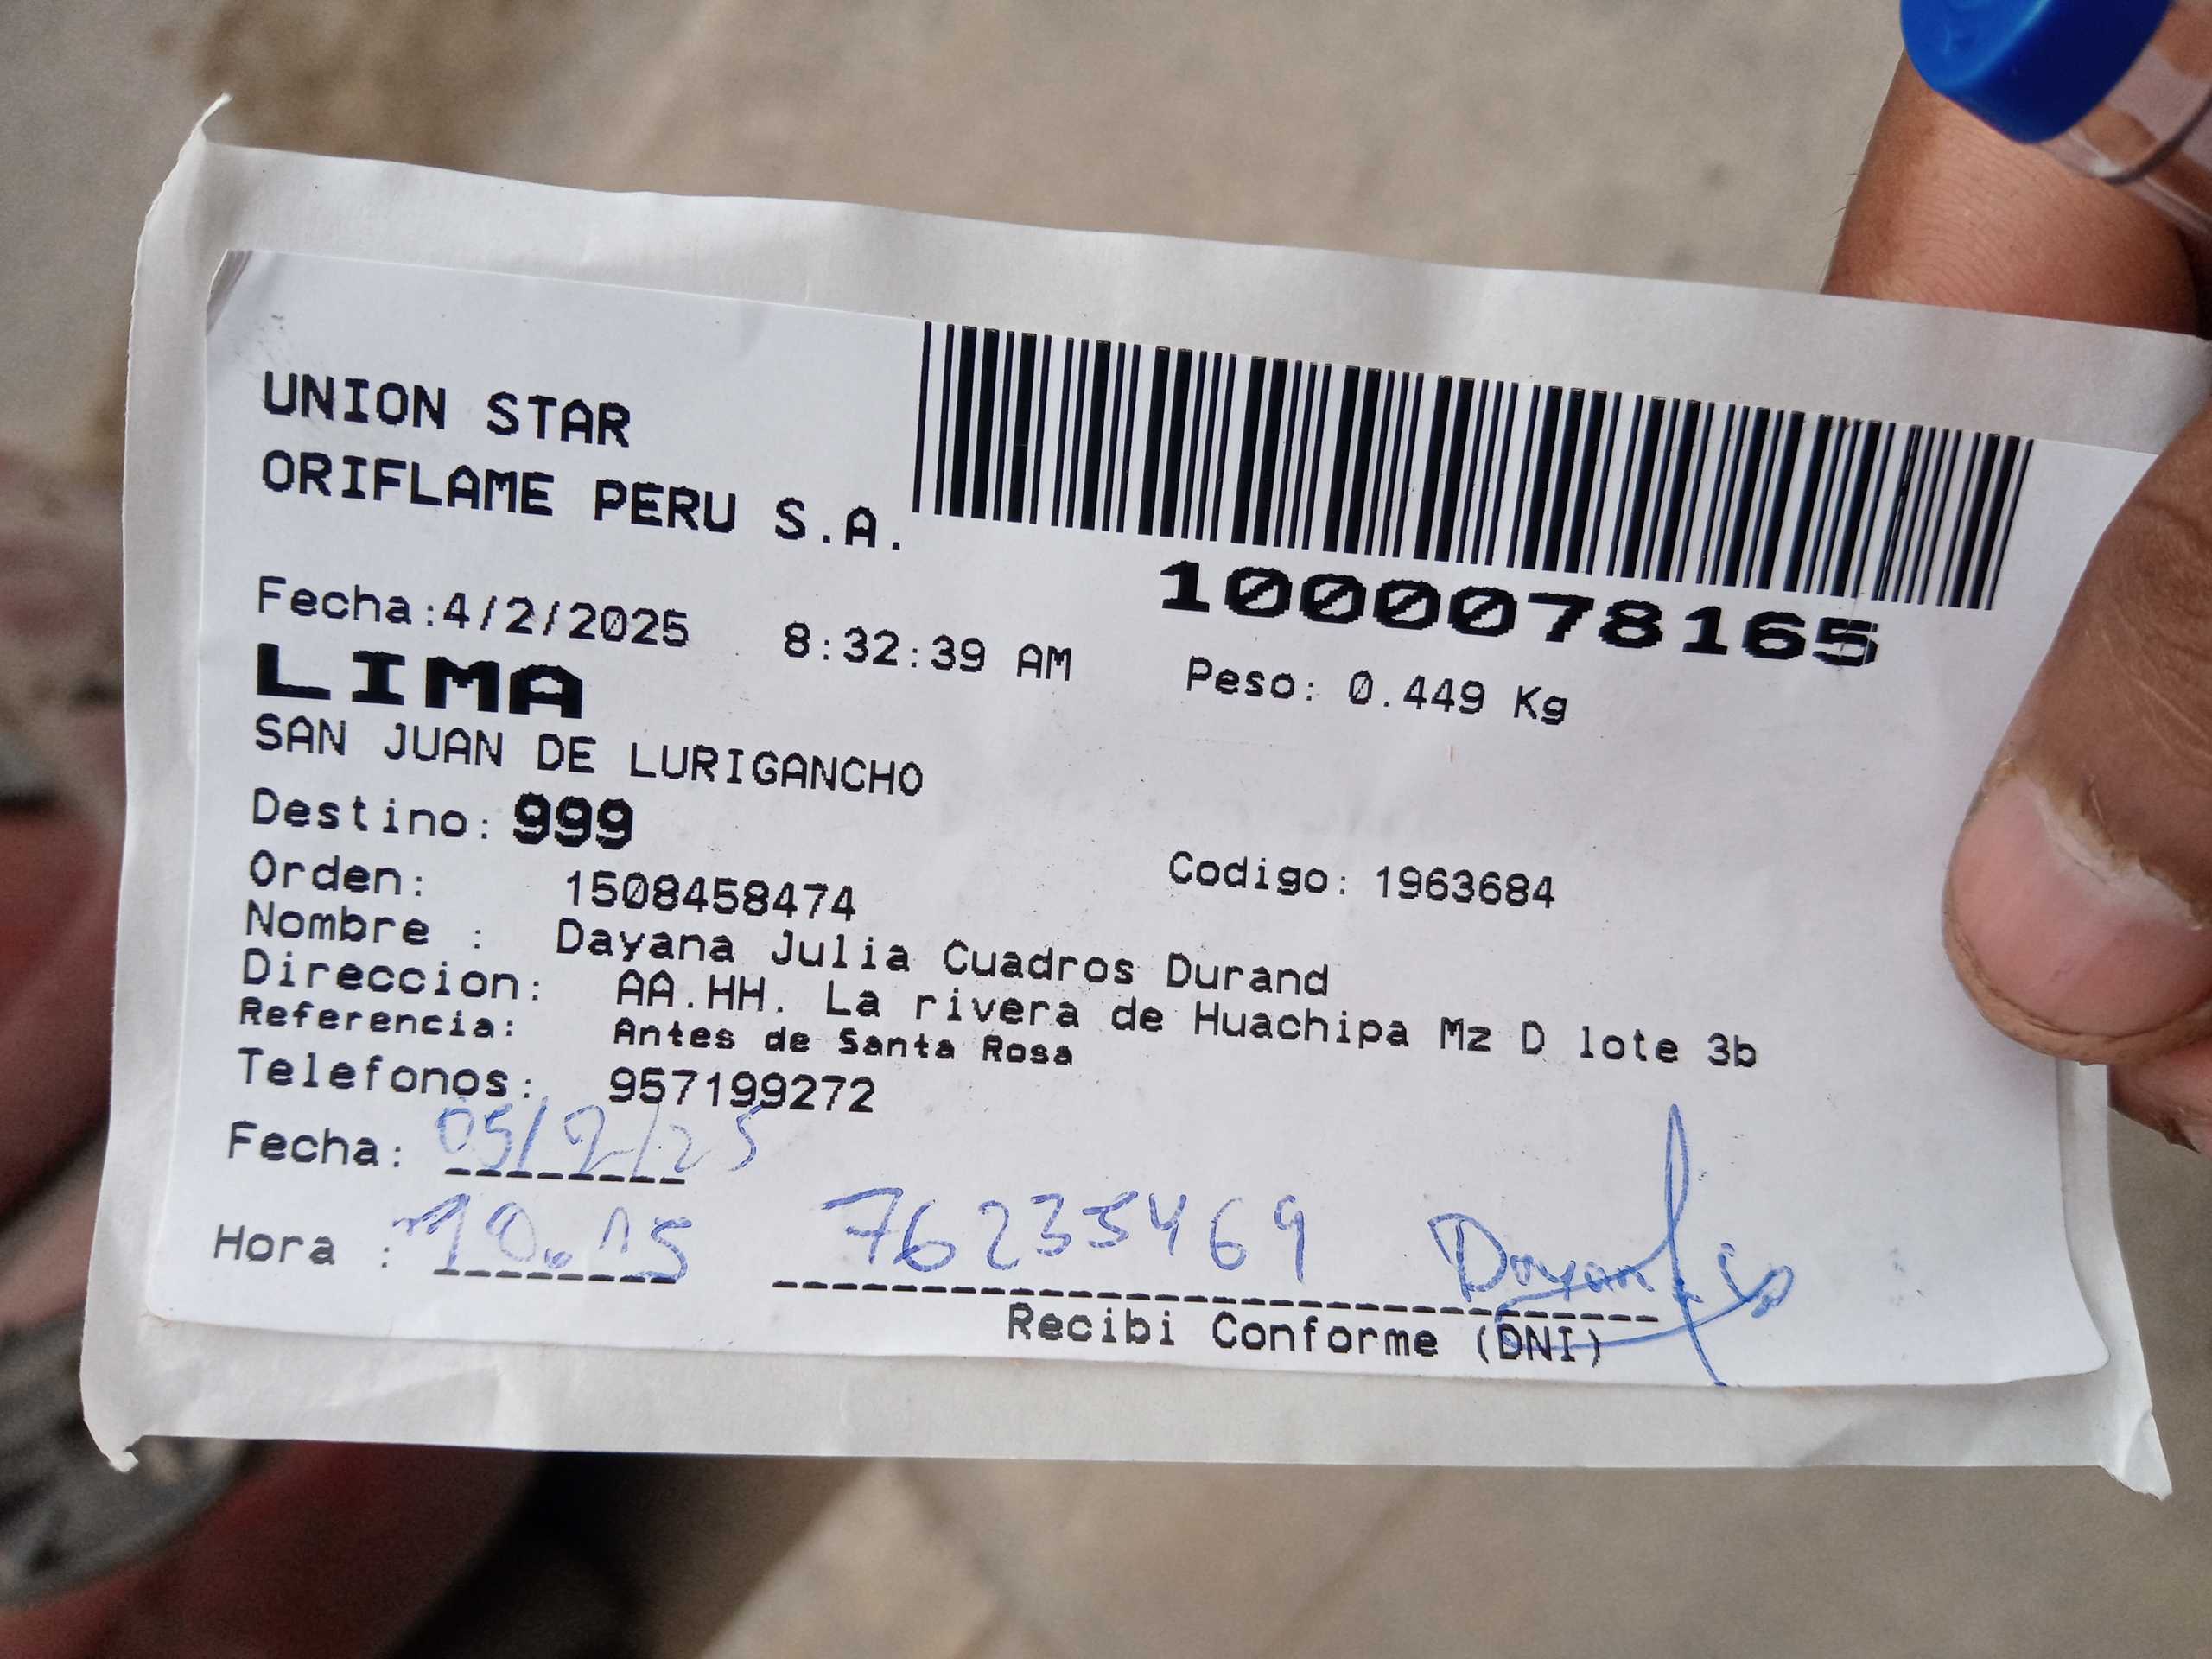 UNION STAR
ORIFLAME PERU S.A.
1000078165
Fecha:4/2/2025 8:32:39 AM Peso: 0.449 Kg
LIMA
SAN JUAN DE LURIGANCHO
Destino: 999
Orden: 1508458474 Codigo: 1963684
Nombre : Dayana Julia Cuadros Durand
Direccion: AA.HH. La rivera de Huachipa Mz D lote 3b
Referencia: Antes de Santa Rosa
Telefonos: 957199272
Fecha: 05/2/25
Hora : 10:15 76235469
Recibi Conforme (DNI)